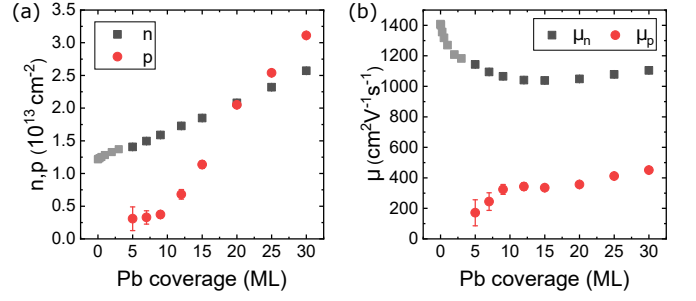 (a)
n
p
n,p (10¹³ cm⁻²)
3.5
3.0
2.5
2.0
1.5
1.0
0.5
0.0
0 5 10 15 20 25 30
Pb coverage (ML)
(b)
μₙ μₚ
μ (cm²V⁻¹s⁻¹)
1400
1200
1000
800
600
400
200
0
0 5 10 15 20 25 30
Pb coverage (ML)